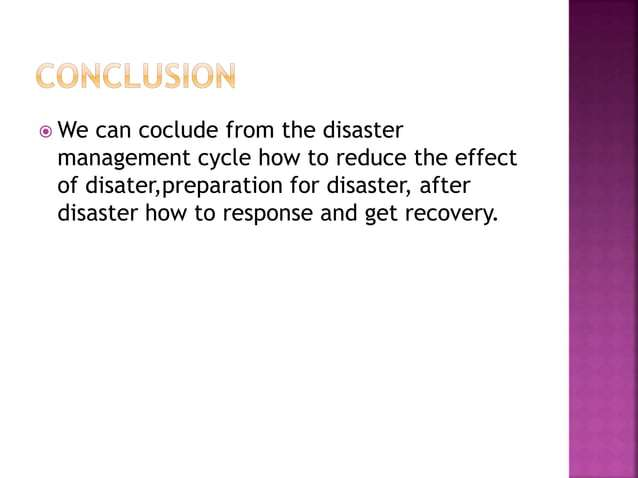 CONCLUSION
We can coclude from the disaster
management cycle how to reduce the effect
of disater,preparation for disaster, after
disaster how to response and get recovery.